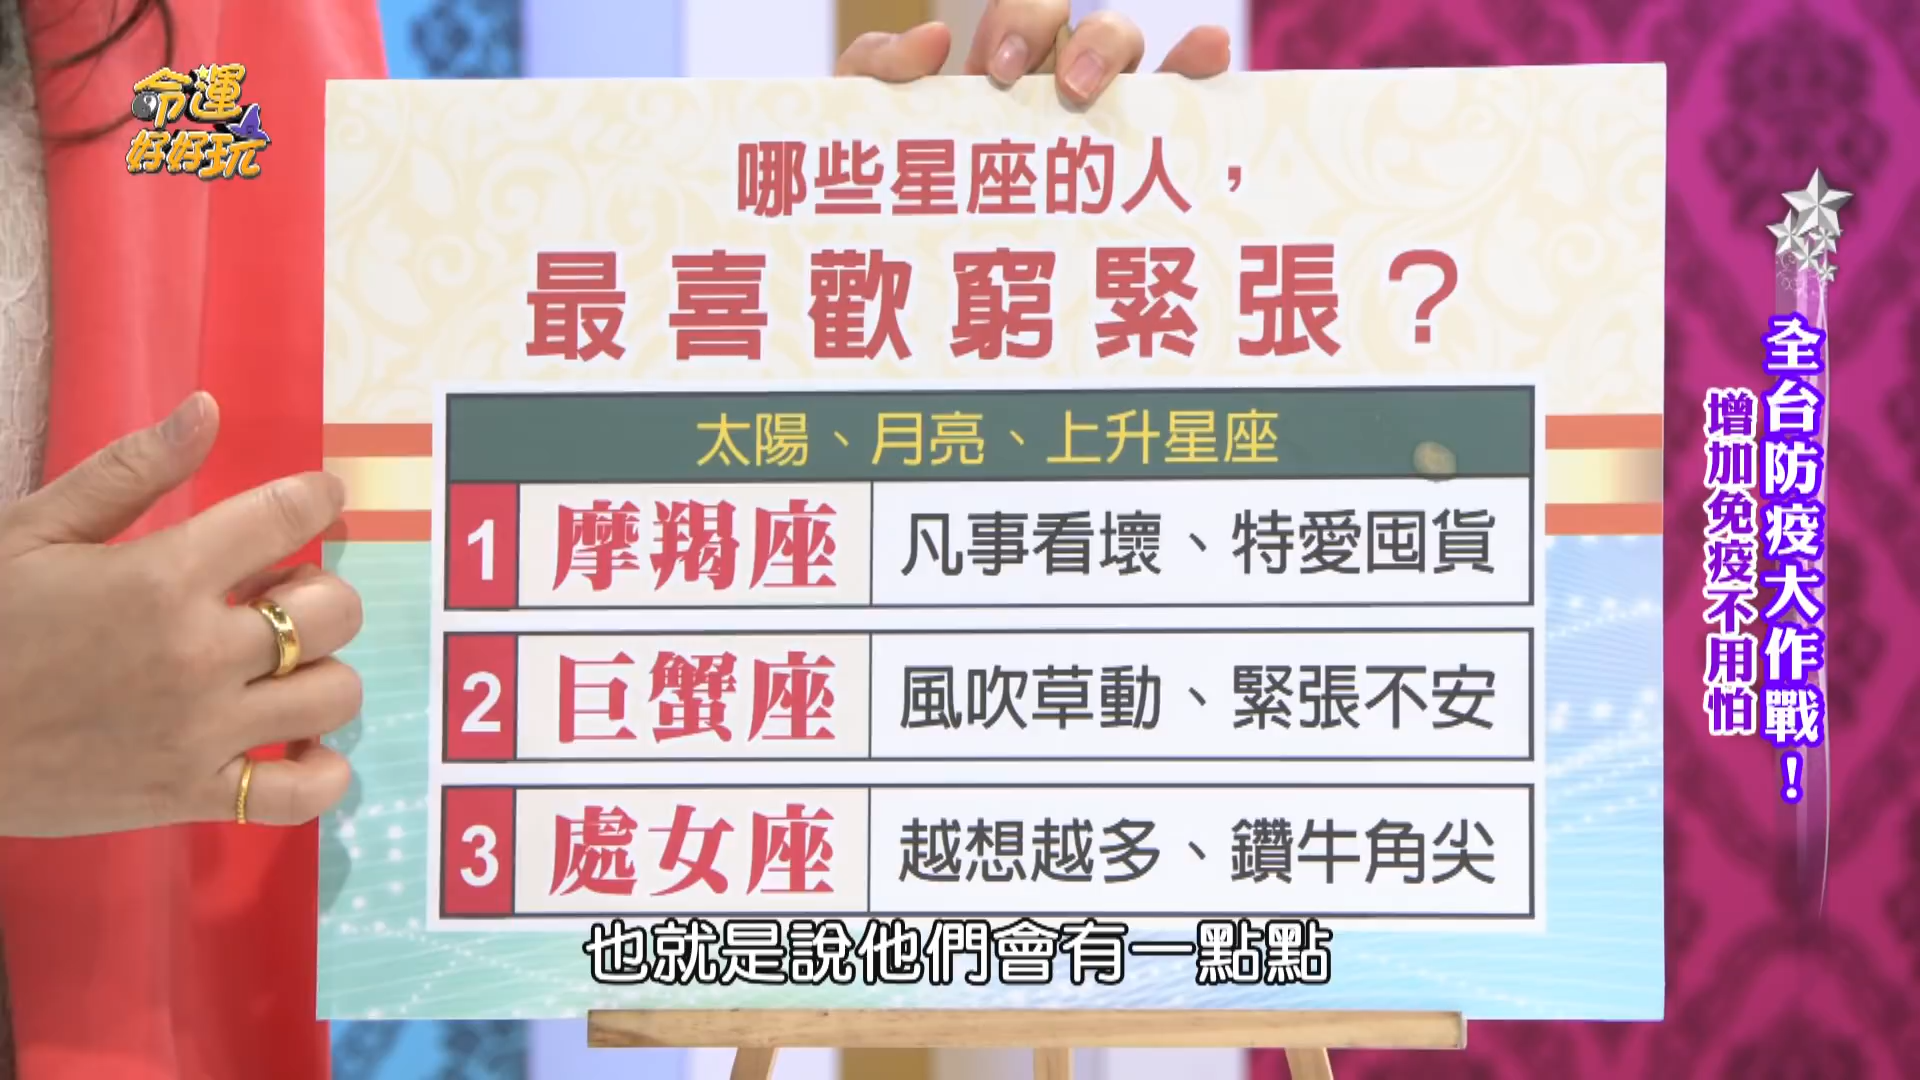 命運
好好玩
哪些星座的人，
最喜歡窮緊張？
太陽、月亮、上升星座
1 摩羯座 凡事看壞、特愛囤貨
2 巨蟹座 風吹草動、緊張不安
3 處女座 越想越多、鑽牛角尖
也就是說他們會有一點點
全台防疫大作戰！
增加免疫不用怕